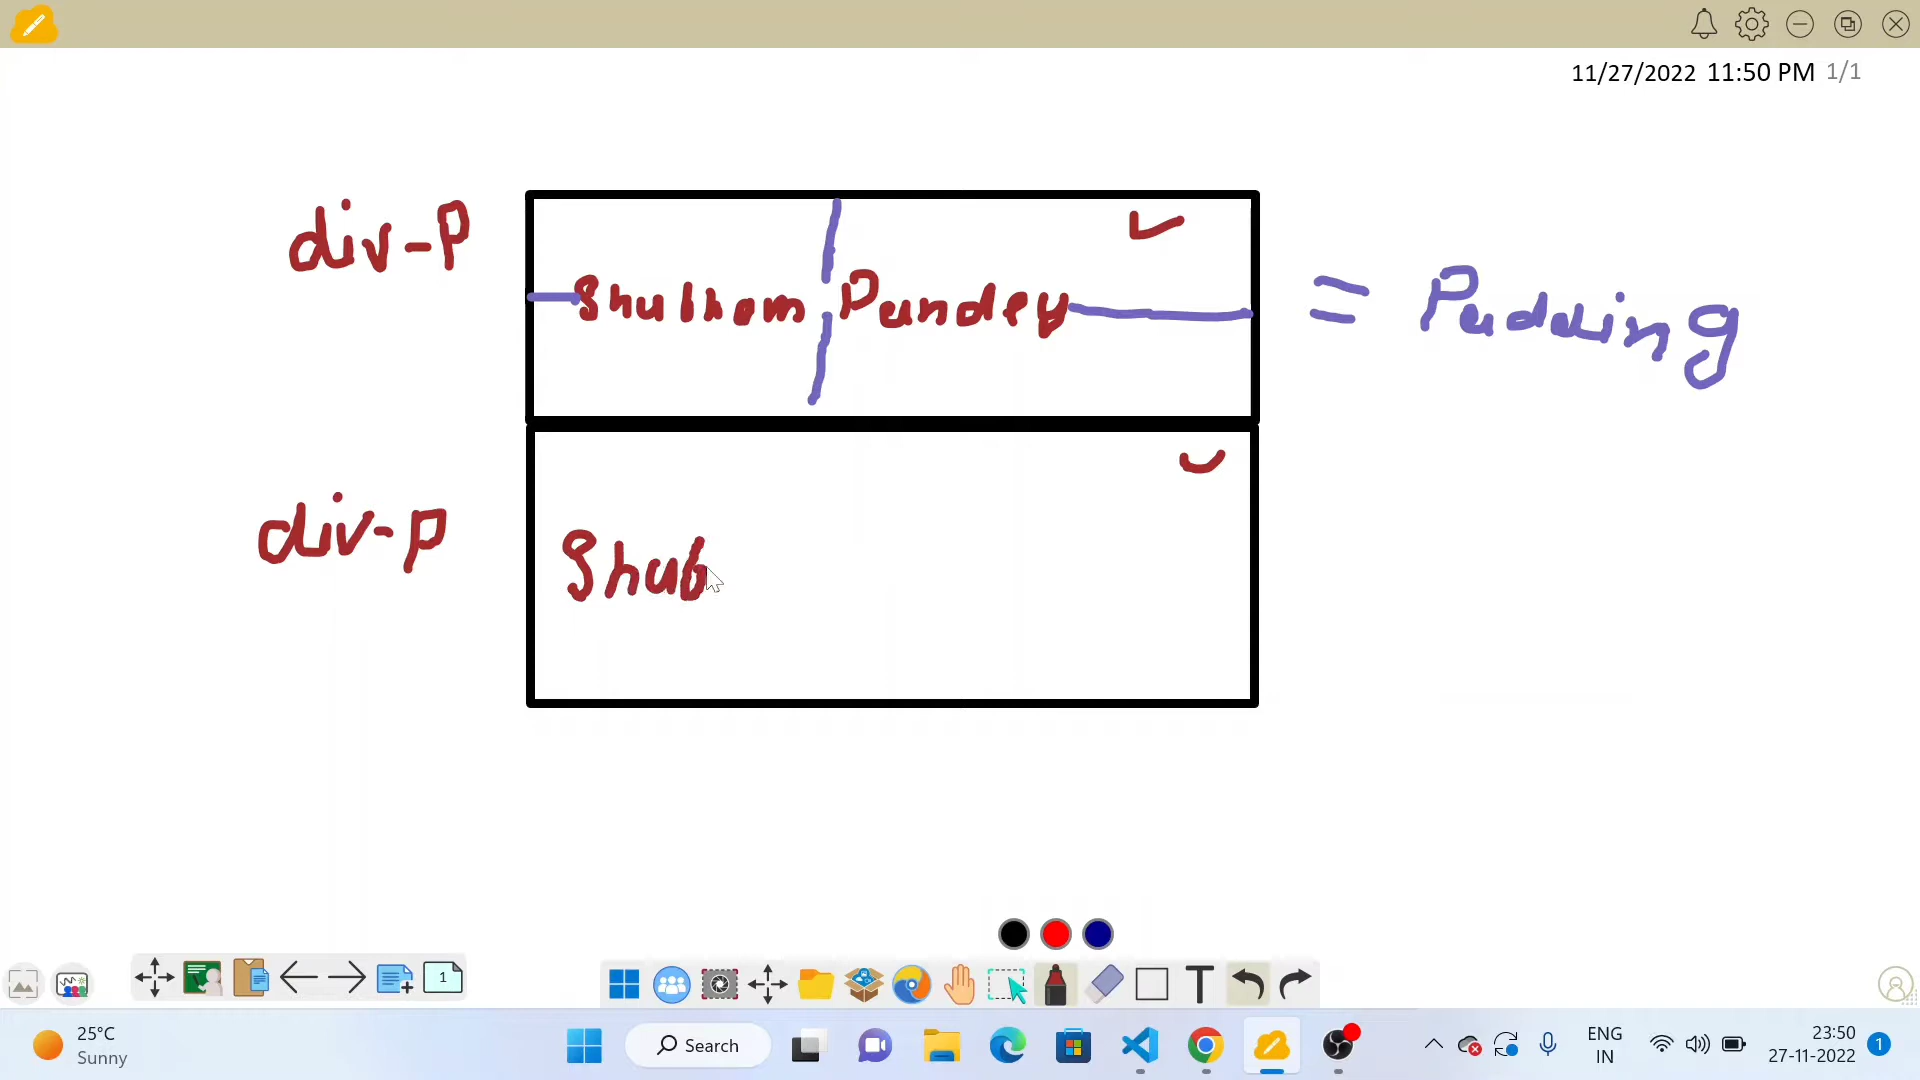 11/27/2022 11:50 PM 1/1
div-P
Shubham Pandey = Padding
div-p
Shub
1
25°C
Sunny
Search
ENG
IN
23:50
27-11-2022
1